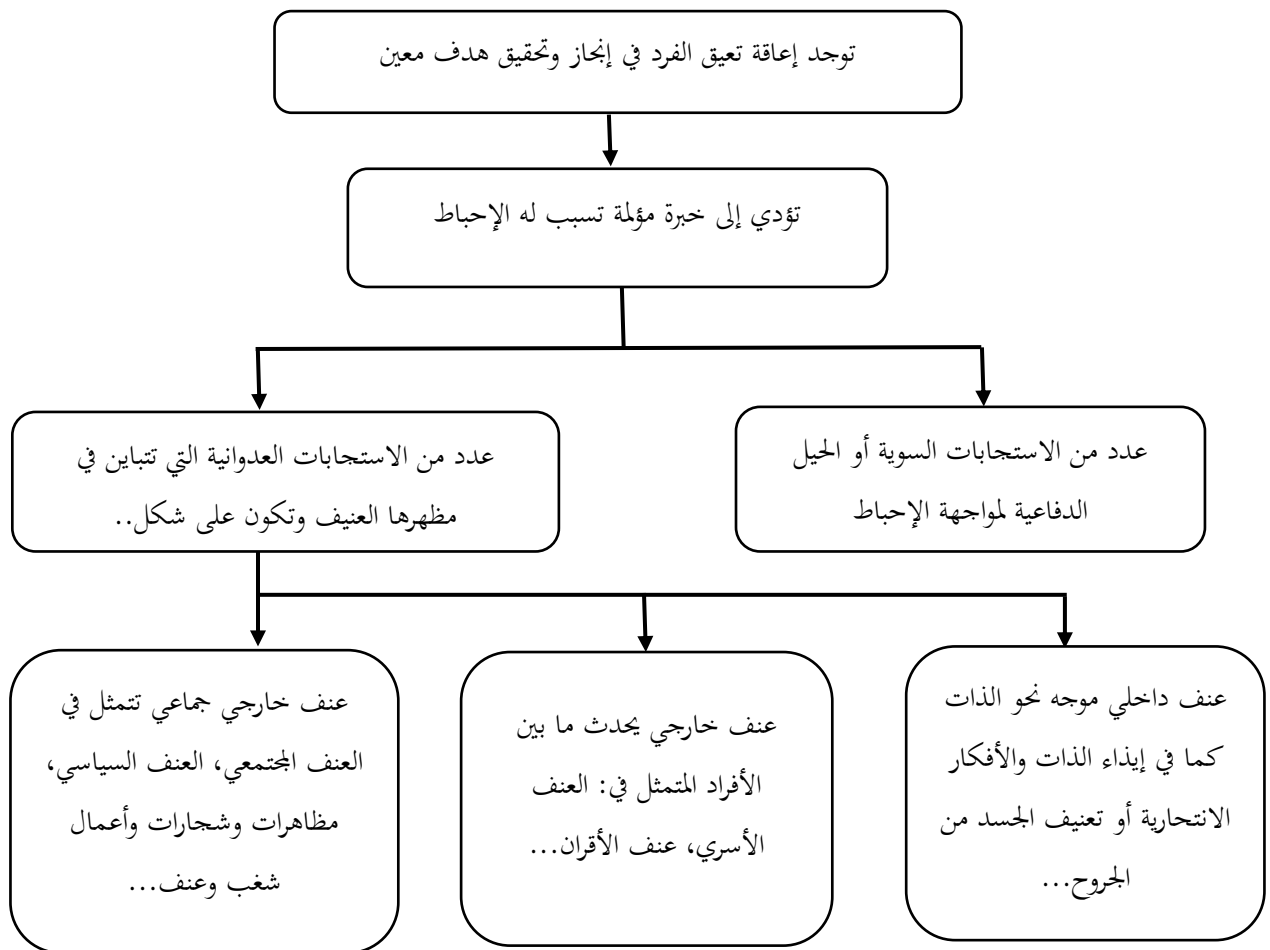 توجد إعاقة تعيق الفرد في إنجاز وتحقيق هدف معين
تؤدي إلى خبرة مؤلمة تسبب له الإحباط
عدد من الاستجابات السوية أو الحيل
الدفاعية لمواجهة الإحباط
عدد من الاستجابات العدوانية التي تتباين في
مظهرها العنيف وتكون على شكل..
عنف داخلي موجه نحو الذات
كما في إيذاء الذات والأفكار
الانتحارية أو تعنيف الجسد من
الجروح...
عنف خارجي يحدث ما بين
الأفراد المتمثل في: العنف
الأسري، عنف الأقران...
عنف خارجي جماعي تتمثل في
العنف المجتمعي، العنف السياسي،
مظاهرات وشجارات وأعمال
شغب وعنف...